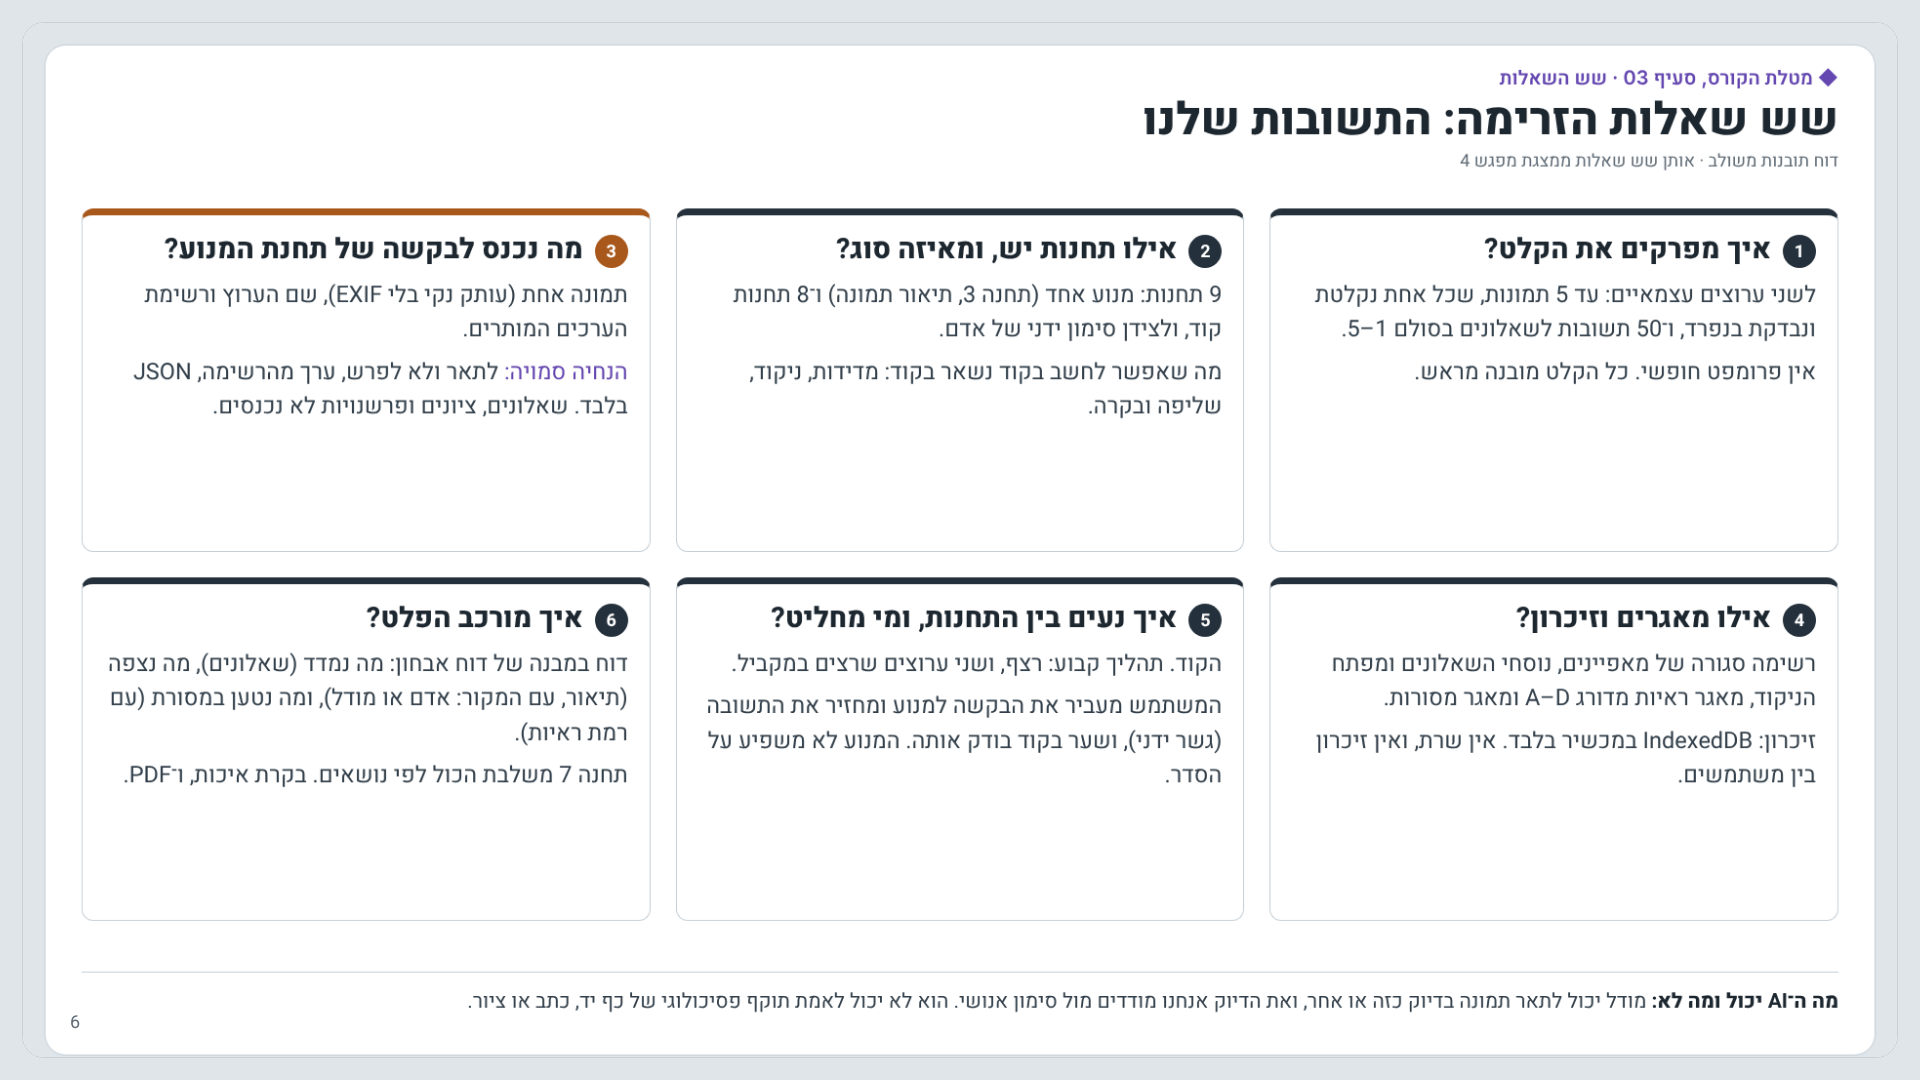 ◆ מטלת הקורס, סעיף 03 · שש השאלות
שש שאלות הזרימה: התשובות שלנו
דוח תובנות משולב · אותן שש שאלות ממצגת מפגש 4
1 איך מפרקים את הקלט?
לשני ערוצים עצמאיים: עד 5 תמונות, שכל אחת נקלטת
ונבדקת בנפרד, ו־50 תשובות לשאלונים בסולם 1–5.
אין פרומפט חופשי. כל הקלט מובנה מראש.
2 אילו תחנות יש, ומאיזה סוג?
9 תחנות: מנוע אחד (תחנה 3, תיאור תמונה) ו־8 תחנות
קוד, ולצידן סימון ידני של אדם.
מה שאפשר לחשב בקוד נשאר בקוד: מדידות, ניקוד,
שליפה ובקרה.
3 מה נכנס לבקשה של תחנת המנוע?
תמונה אחת (עותק נקי בלי EXIF), שם הערוץ ורשימת
הערכים המותרים.
הנחיה סמויה: לתאר ולא לפרש, ערך מהרשימה, JSON
בלבד. שאלונים, ציונים ופרשנויות לא נכנסים.
4 אילו מאגרים וזיכרון?
רשימה סגורה של מאפיינים, נוסחי השאלונים ומפתח
הניקוד, מאגר ראיות מדורג A–D ומאגר מסורות.
זיכרון: IndexedDB במכשיר בלבד. אין שרת, ואין זיכרון
בין משתמשים.
5 איך נעים בין התחנות, ומי מחליט?
הקוד. תהליך קבוע: רצף, ושני ערוצים שרצים במקביל.
המשתמש מעביר את הבקשה למנוע ומחזיר את התשובה
(גשר ידני), ושער בקוד בודק אותה. המנוע לא משפיע על
הסדר.
6 איך מורכב הפלט?
דוח במבנה של דוח אבחון: מה נמדד (שאלונים), מה נצפה
(תיאור, עם המקור: אדם או מודל), ומה נטען במסורת (עם
רמת ראיות).
תחנה 7 משלבת הכול לפי נושאים. בקרת איכות, ו־PDF.
מה ה־AI יכול ומה לא: מודל יכול לתאר תמונה בדיוק כזה או אחר, ואת הדיוק אנחנו מודדים מול סימון אנושי. הוא לא יכול לאמת תוקף פסיכולוגי של כף יד, כתב או ציור.
6